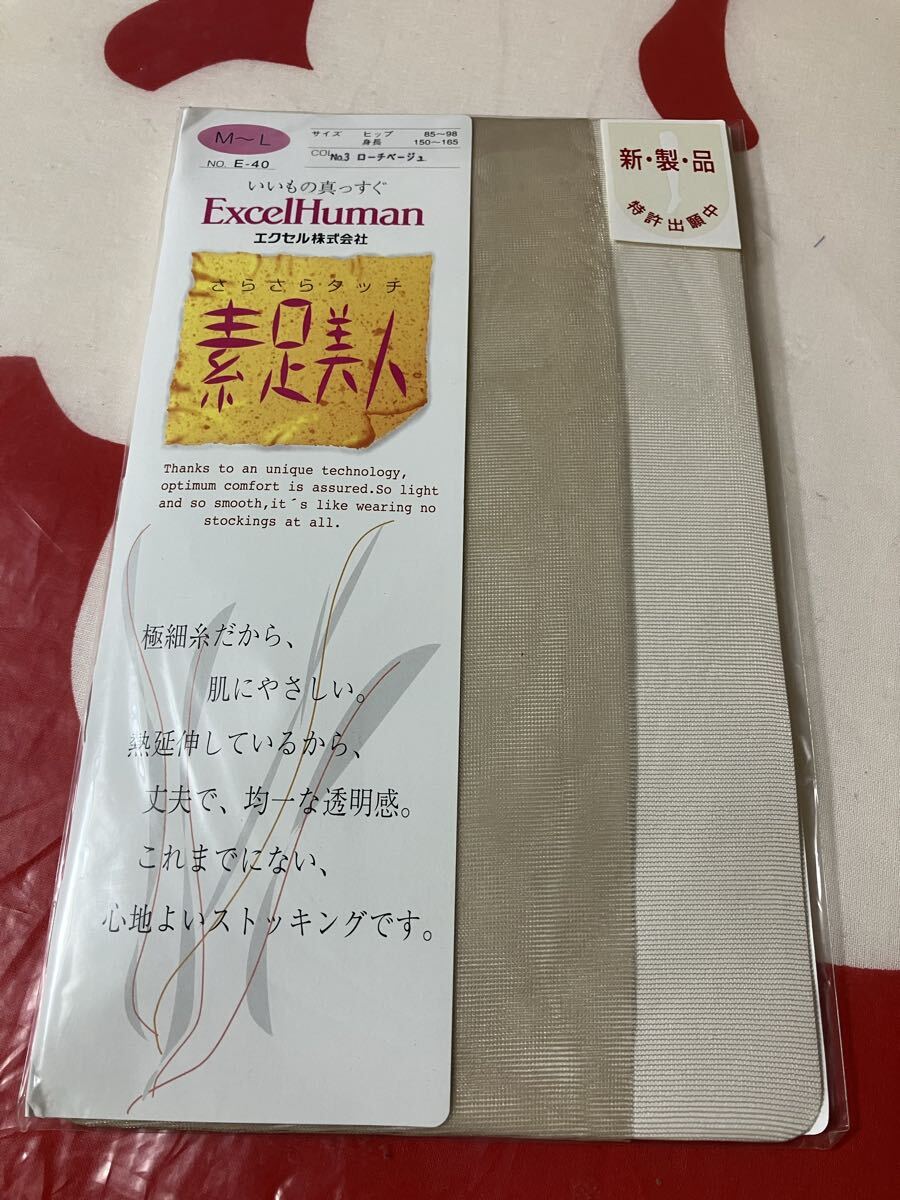 M～L
サイズ ヒップ 85～98
身長 150～165
NO. E-40
COL No.3 ローチベージュ
いいもの真っすぐ
ExcelHuman
エクセル株式会社
さらさらタッチ
素足美人
Thanks to an unique technology,
optimum comfort is assured.So light
and so smooth,it´s like wearing no
stockings at all.
極細糸だから、
肌にやさしい。
熱延伸しているから、
丈夫で、均一な透明感。
これまでにない、
心地よいストッキングです。
新・製・品
特許出願中